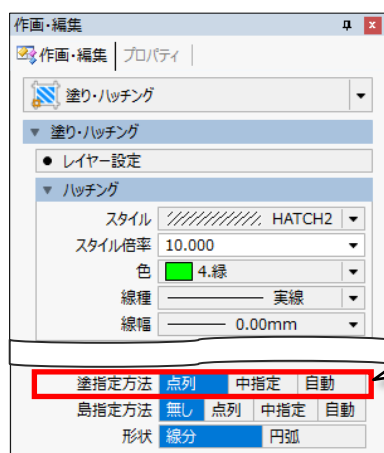 作画・編集
作画・編集 プロパティ
塗り・ハッチング
塗り・ハッチング
● レイヤー設定
ハッチング
スタイル HATCH2
スタイル倍率 10.000
色 4.緑
線種 実線
線幅 0.00mm
塗指定方法 点列 中指定 自動
島指定方法 無し 点列 中指定 自動
形状 線分 円弧